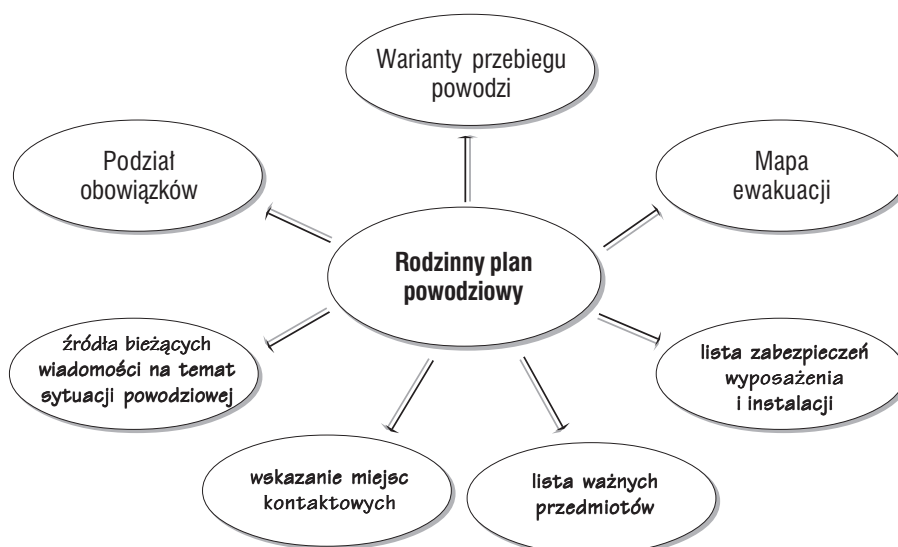 Warianty przebiegu
powodzi
Podział
obowiązków
Mapa
ewakuacji
Rodzinny plan
powodziowy
źródła bieżących
wiadomości na temat
sytuacji powodziowej
lista zabezpieczeń
wyposażenia
i instalacji
wskazanie miejsc
kontaktowych
lista ważnych
przedmiotów